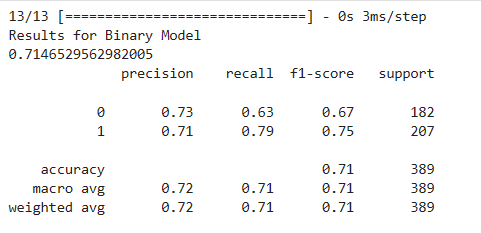 13/13 [==============================] - 0s 3ms/step
Results for Binary Model
0.7146529562982005
precision recall f1-score support
0 0.73 0.63 0.67 182
1 0.71 0.79 0.75 207
accuracy 0.71 389
macro avg 0.72 0.71 0.71 389
weighted avg 0.72 0.71 0.71 389